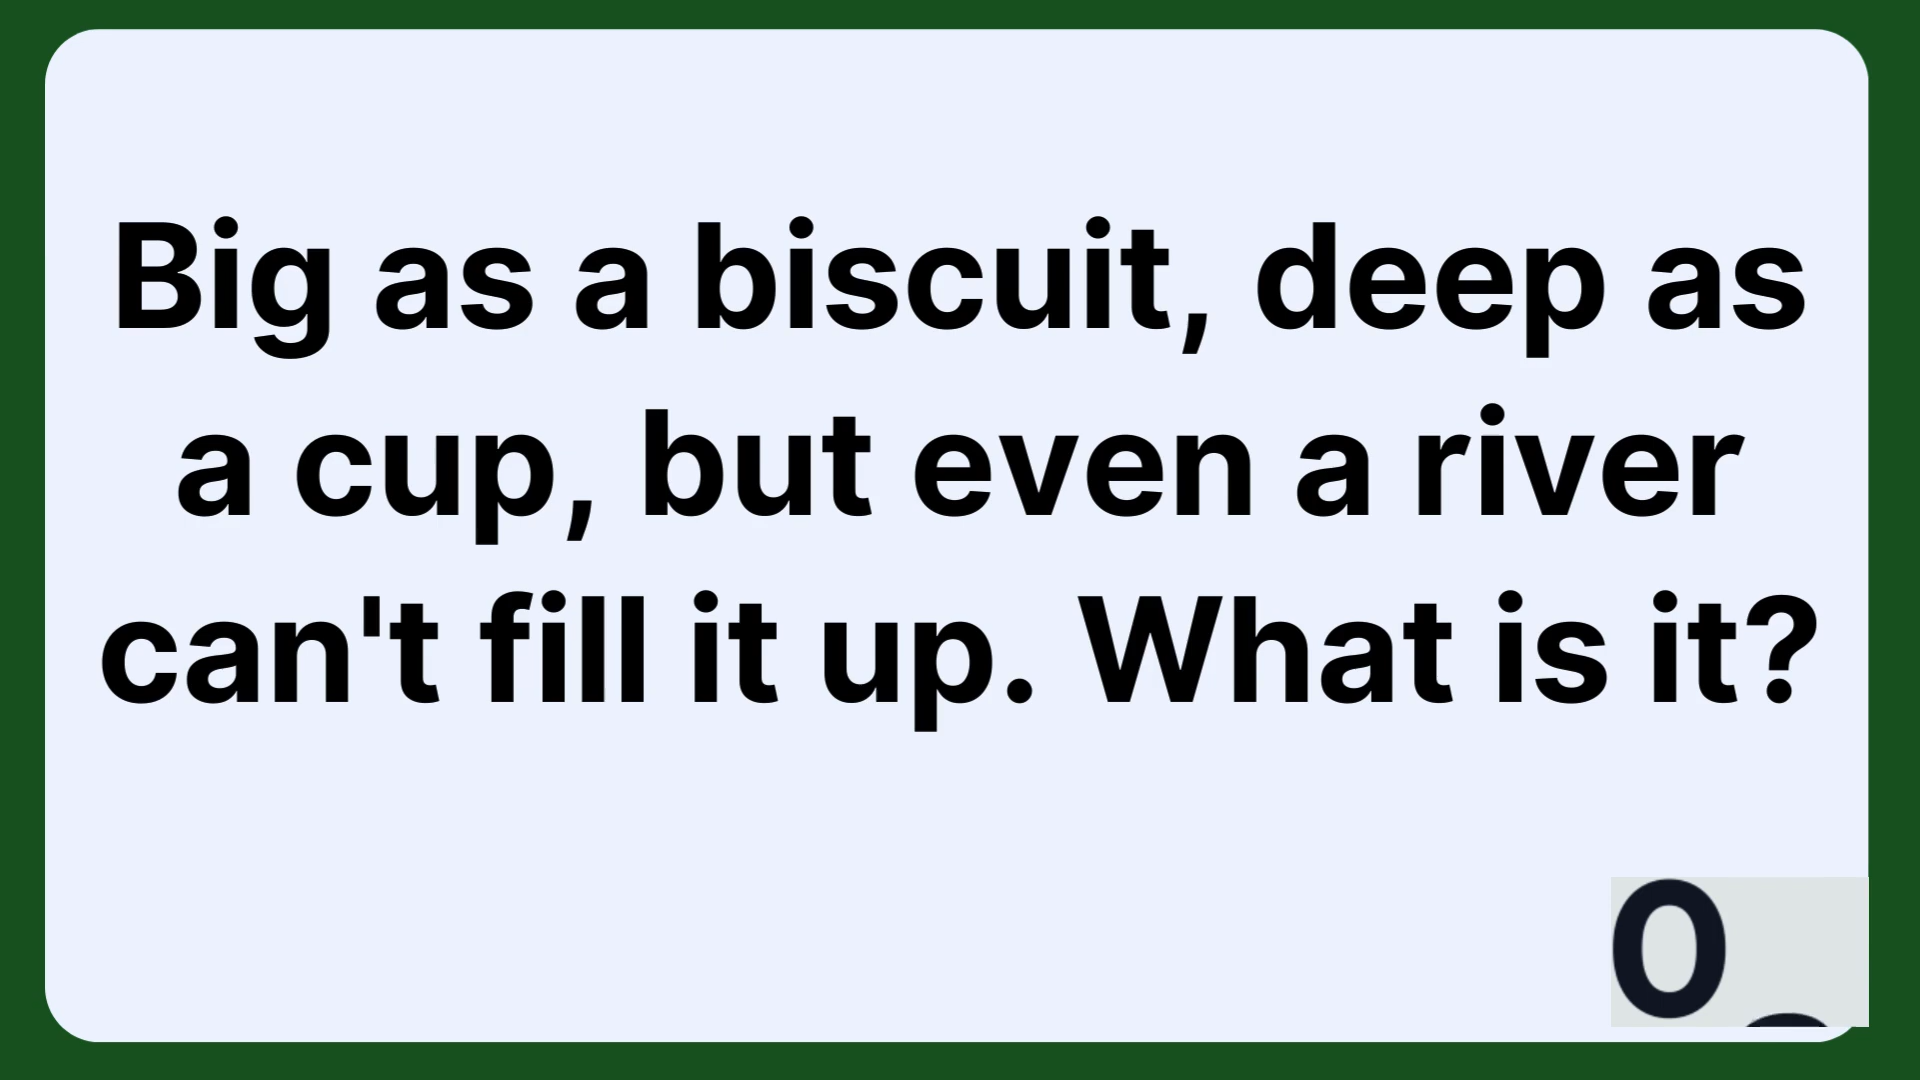 Big as a biscuit, deep as
a cup, but even a river
can't fill it up. What is it?
0